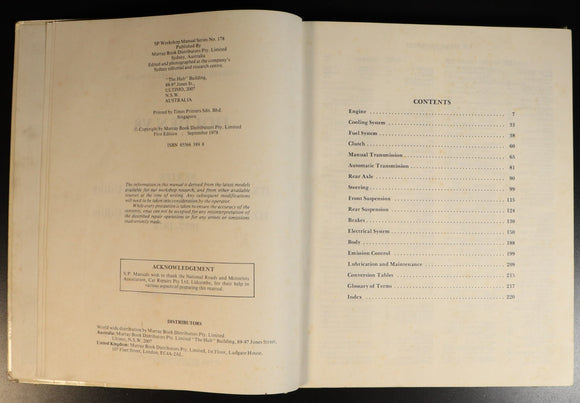 SP Workshop Manual Series No. 178
Published By
Murray Book Distributors Pty. Limited
Sydney, Australia
Edited and photographed at the company's
Sydney editorial and research centre.
"The Hub" Building,
88-97 Jones St.,
ULTIMO, 2007
N.S.W.
AUSTRALIA
Printed by Times Printers Sdn. Bhd.
Singapore
© Copyright by Murray Book Distributors Pty. Limited
First Edition September 1978
ISBN 85566
The information in this manual is derived from the latest models
available for our workshop research, and from other available
sources at the time of writing. Any subsequent modifications
will need to be taken into consideration by the operator.
While every precaution is taken to ensure the accuracy of the
contents, responsibility cannot be accepted for any misinterpretation of
the described repair operations or for any errors or omissions
inadvertently made.
ACKNOWLEDGEMENT
S.P. Manuals wish to thank the National Roads and Motorists
Association, Car Repairs Pty Ltd, Lidcombe, for their help in
various aspects of preparing this manual.
DISTRIBUTORS
World wide distribution by Murray Book Distributors Pty. Limited
Australia: Murray Book Distributors Pty. Limited "The Hub" Building, 89-97 Jones Street,
Ultimo, N.S.W. 2007
United Kingdom: Murray Book Distributors Pty. Limited, 1st Floor, Ludgate House,
107 Fleet Street, London, EC4A-2AL.
CONTENTS
Engine 7
Cooling System 33
Fuel System 38
Clutch 60
Manual Transmission 65
Automatic Transmission 81
Rear Axle 90
Steering 99
Front Suspension 115
Rear Suspension 124
Brakes 130
Electrical System 150
Body 188
Emission Control 199
Lubrication and Maintenance 209
Conversion Tables 215
Glossary of Terms 217
Index 220